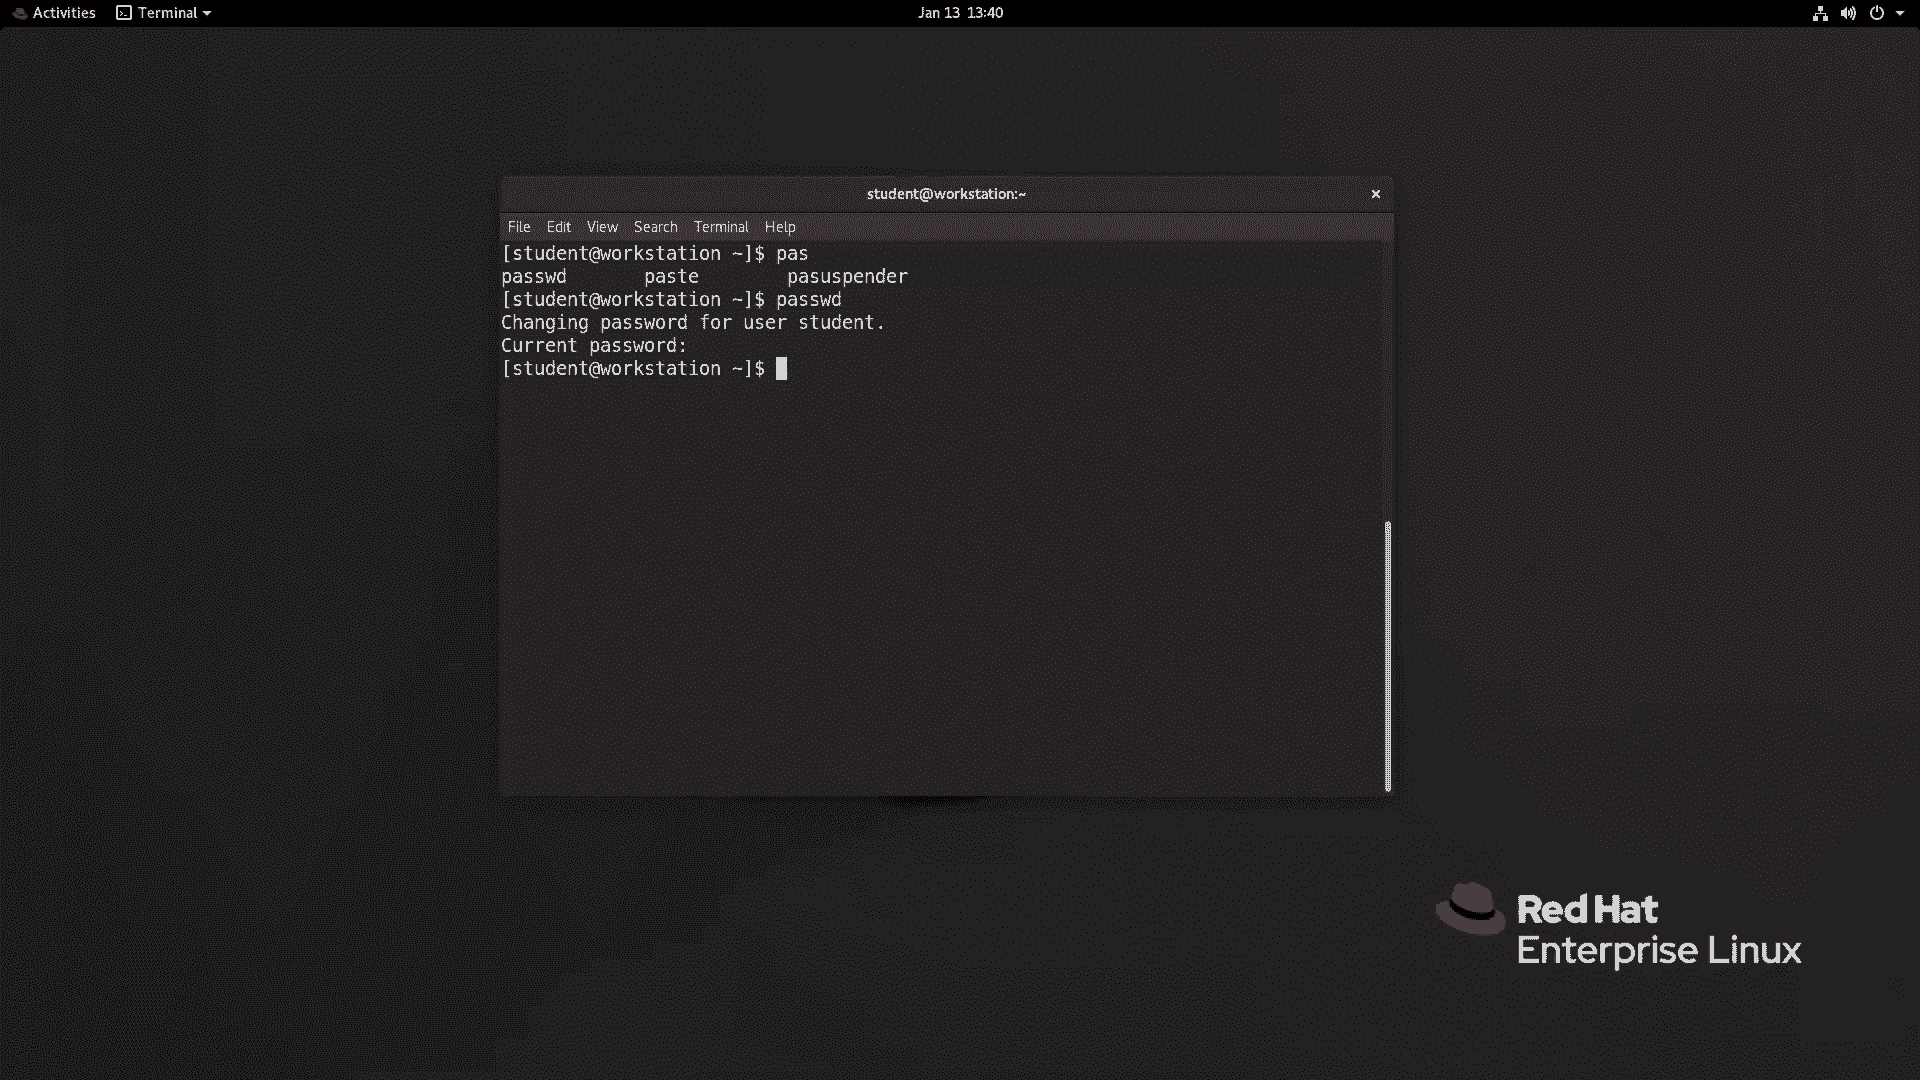 Activities Terminal Jan 13 13:40
student@workstation:~
File Edit View Search Terminal Help
[student@workstation ~]$ pas
passwd paste pasuspender
[student@workstation ~]$ passwd
Changing password for user student.
Current password:
[student@workstation ~]$
Red Hat
Enterprise Linux